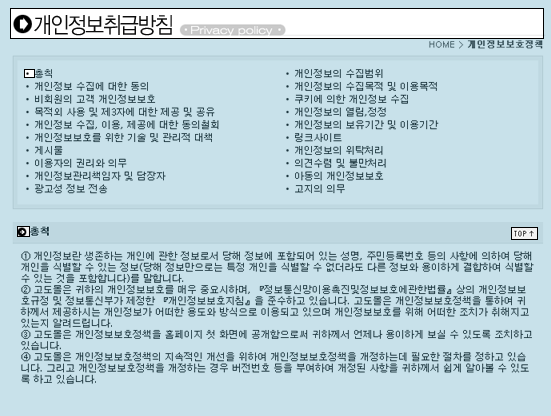 개인정보취급방침 Privacy policy
HOME > 개인정보보호정책
총칙
개인정보의 수집범위
개인정보 수집에 대한 동의
개인정보의 수집목적 및 이용목적
비회원의 고객 개인정보보호
쿠키에 의한 개인정보 수집
목적외 사용 및 제3자에 대한 제공 및 공유
개인정보의 열람,정정
개인정보 수집, 이용, 제공에 대한 동의철회
개인정보의 보유기간 및 이용기간
개인정보보호를 위한 기술 및 관리적 대책
링크사이트
게시물
개인정보의 위탁처리
이용자의 권리와 의무
의견수렴 및 불만처리
개인정보관리책임자 및 담당자
아동의 개인정보보호
광고성 정보 전송
고지의 의무
총칙
TOP↑
① 개인정보란 생존하는 개인에 관한 정보로서 당해 정보에 포함되어 있는 성명, 주민등록번호 등의 사항에 의하여 당해
개인을 식별할 수 있는 정보(당해 정보만으로는 특정 개인을 식별할 수 없더라도 다른 정보와 용이하게 결합하여 식별할
수 있는 것을 포함합니다)를 말합니다.
② 고도몰은 귀하의 개인정보보호를 매우 중요시하며, 『정보통신망이용촉진및정보보호에관한법률』상의 개인정보보
호규정 및 정보통신부가 제정한 『개인정보보호지침』을 준수하고 있습니다. 고도몰은 개인정보보호정책을 통하여 귀
하께서 제공하시는 개인정보가 어떠한 용도와 방식으로 이용되고 있으며 개인정보보호를 위해 어떠한 조치가 취해지고
있는지 알려드립니다.
③ 고도몰은 개인정보보호정책을 홈페이지 첫 화면에 공개함으로써 귀하께서 언제나 용이하게 보실 수 있도록 조치하고
있습니다.
④ 고도몰은 개인정보보호정책의 지속적인 개선을 위하여 개인정보보호정책을 개정하는데 필요한 절차를 정하고 있습
니다. 그리고 개인정보보호정책을 개정하는 경우 버전번호 등을 부여하여 개정된 사항을 귀하께서 쉽게 알아볼 수 있도
록 하고 있습니다.